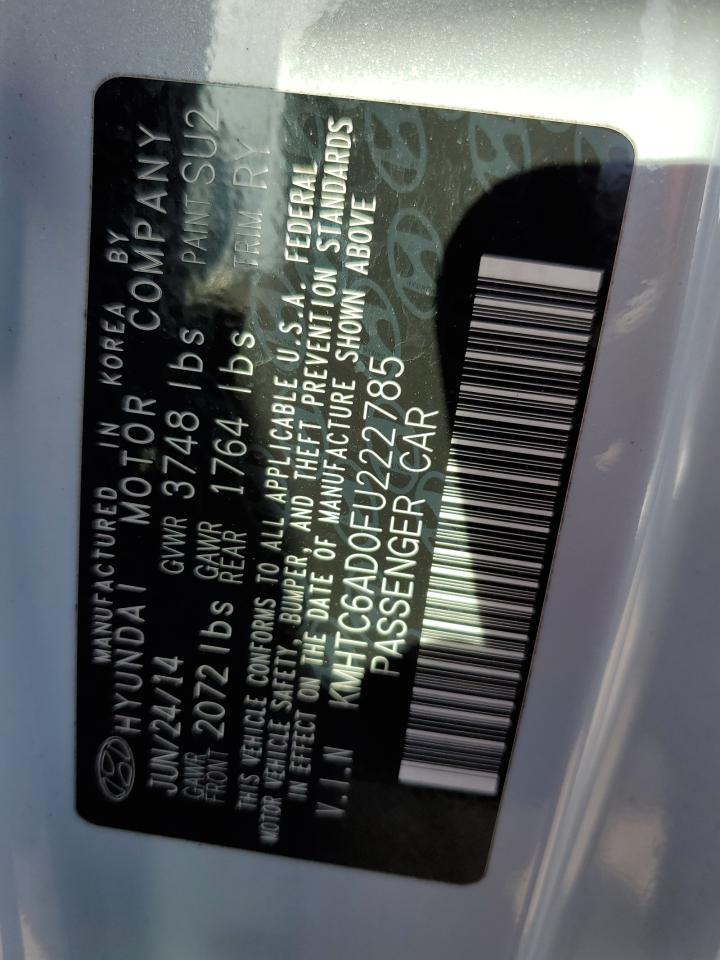 MANUFACTURED IN KOREA BY
HYUNDAI MOTOR COMPANY
JUN/24/14 GVWR 3748 lbs PAINT SU2
GAWR FRONT 2072 lbs GAWR REAR 1764 lbs TRIM RY
THIS VEHICLE CONFORMS TO ALL APPLICABLE U.S.A. FEDERAL
MOTOR VEHICLE SAFETY, BUMPER, AND THEFT PREVENTION STANDARDS
IN EFFECT ON THE DATE OF MANUFACTURE SHOWN ABOVE
V.I.N KMHTC6AD0FU222785
PASSENGER CAR